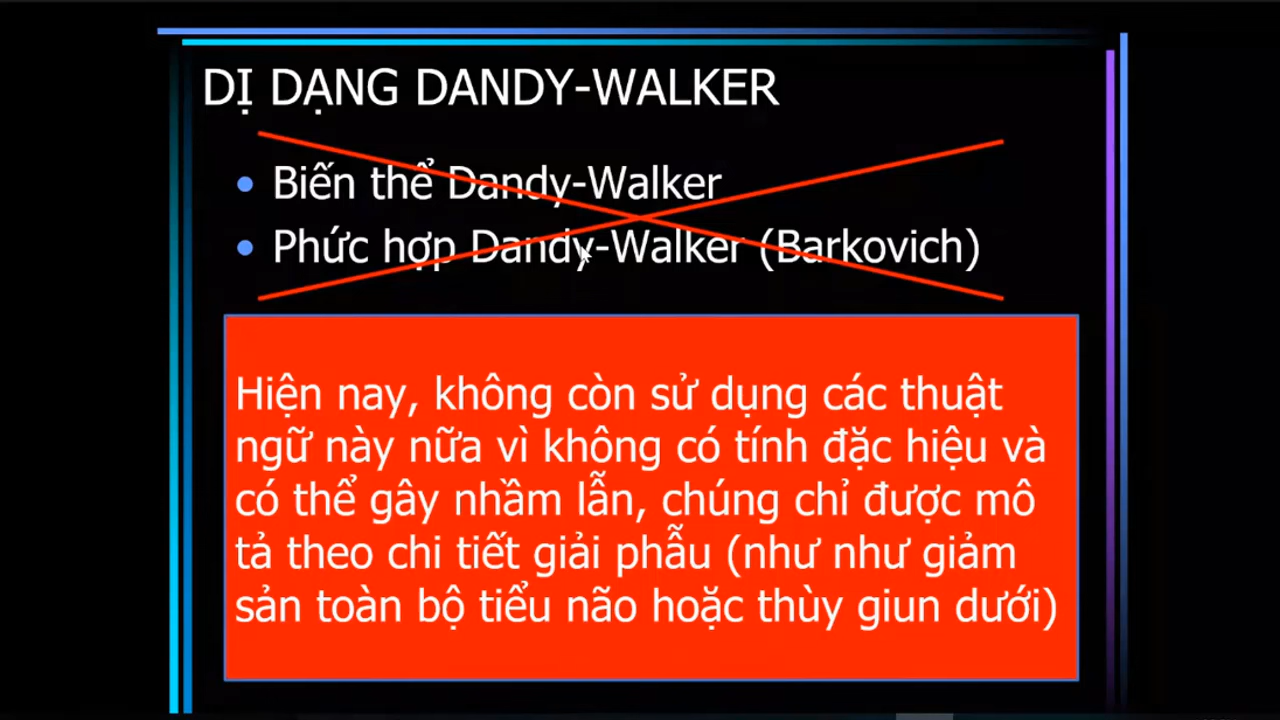 DỊ DẠNG DANDY-WALKER
Biến thể Dandy-Walker
Phức hợp Dandy-Walker (Barkovich)
Hiện nay, không còn sử dụng các thuật
ngữ này nữa vì không có tính đặc hiệu và
có thể gây nhầm lẫn, chúng chỉ được mô
tả theo chi tiết giải phẫu (như như giảm
sản toàn bộ tiểu não hoặc thùy giun dưới)